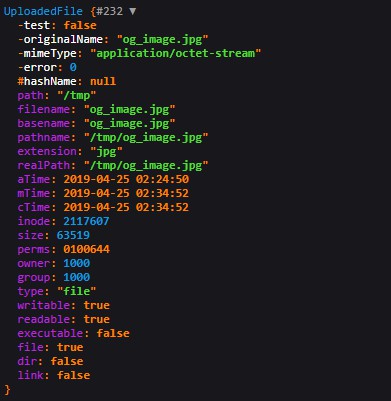 UploadedFile {#232 ▼
-test: false
-originalName: "og_image.jpg"
-mimeType: "application/octet-stream"
-error: 0
#hashName: null
path: "/tmp"
filename: "og_image.jpg"
basename: "og_image.jpg"
pathname: "/tmp/og_image.jpg"
extension: "jpg"
realPath: "/tmp/og_image.jpg"
aTime: 2019-04-25 02:24:50
mTime: 2019-04-25 02:34:52
cTime: 2019-04-25 02:34:52
inode: 2117607
size: 63519
perms: 0100644
owner: 1000
group: 1000
type: "file"
writable: true
readable: true
executable: false
file: true
dir: false
link: false
}